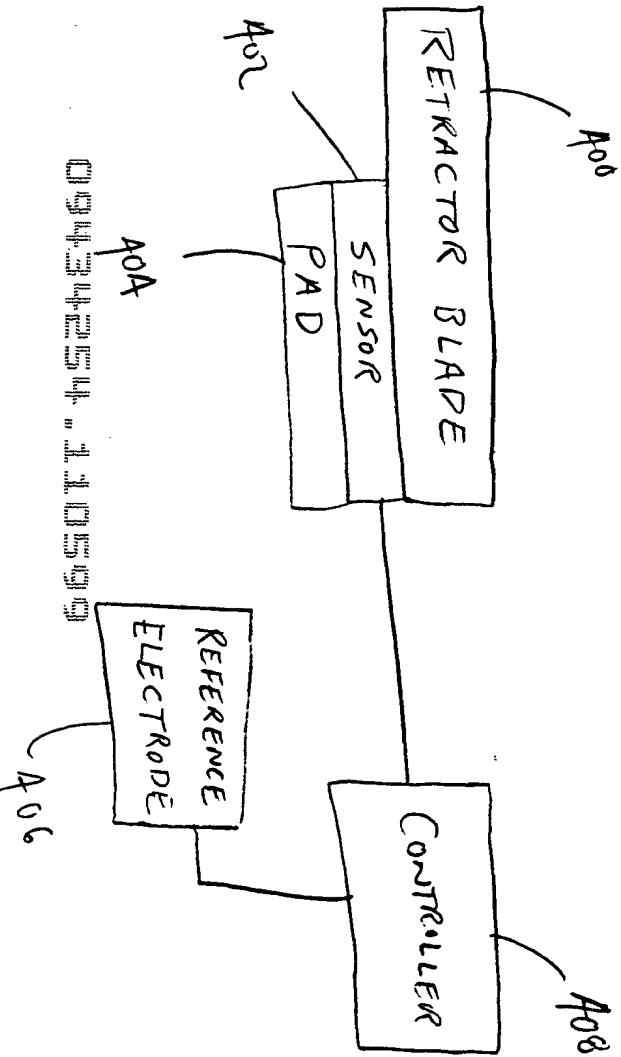 400
RETRACTOR BLADE
402
SENSOR
PAD
404
CONTROLLER
408
REFERENCE
ELECTRODE
406
09434254.110599